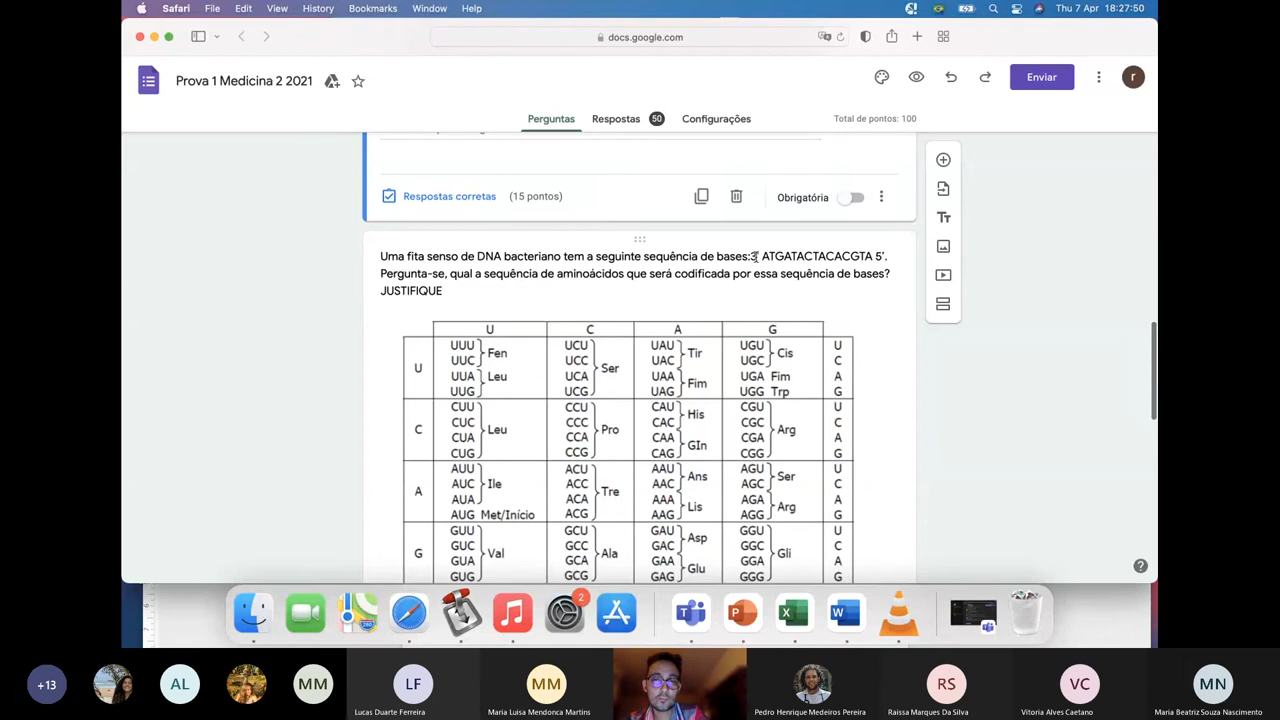 Safari File Edit View History Bookmarks Window Help Thu 7 Apr 18:27:50
docs.google.com
Prova 1 Medicina 2 2021
Enviar
r
Perguntas Respostas 50 Configurações Total de pontos: 100
Respostas corretas (15 pontos) Obrigatória
Uma fita senso de DNA bacteriano tem a seguinte sequência de bases:3' ATGATACTACACGTA 5'.
Pergunta-se, qual a sequência de aminoácidos que será codificada por essa sequência de bases?
JUSTIFIQUE
U C A G
UUU UCU UAU UGU U
Fen Tir Cis
UUC UCC UAC UGC C
U Ser
UUA UCA UAA UGA Fim A
Leu Fim
UUG UCG UAG UGG Trp G
CUU CCU CAU CGU U
His
CUC CCC CAC CGC C
C Leu Pro Arg
CUA CCA CAA CGA A
GIn
CUG CCG CAG CGG G
AUU ACU AAU AGU U
Ans Ser
AUC Ile ACC AAC AGC C
A Tre
AUA ACA AAA AGA A
Lis Arg
AUG Met/Início ACG AAG AGG G
GUU GCU GAU GGU U
Asp
GUC GCC GAC GGC C
G Val Ala Gli
GUA GCA GAA GGA A
Glu
GUG GCG GAG GGG G
2
+13 AL MM LF MM RS VC MN
Lucas Duarte Ferreira Maria Luisa Mendonca Martins Pedro Henrique Medeiros Pereira Raissa Marques Da Silva Vitoria Alves Caetano Maria Beatriz Souza Nascimento